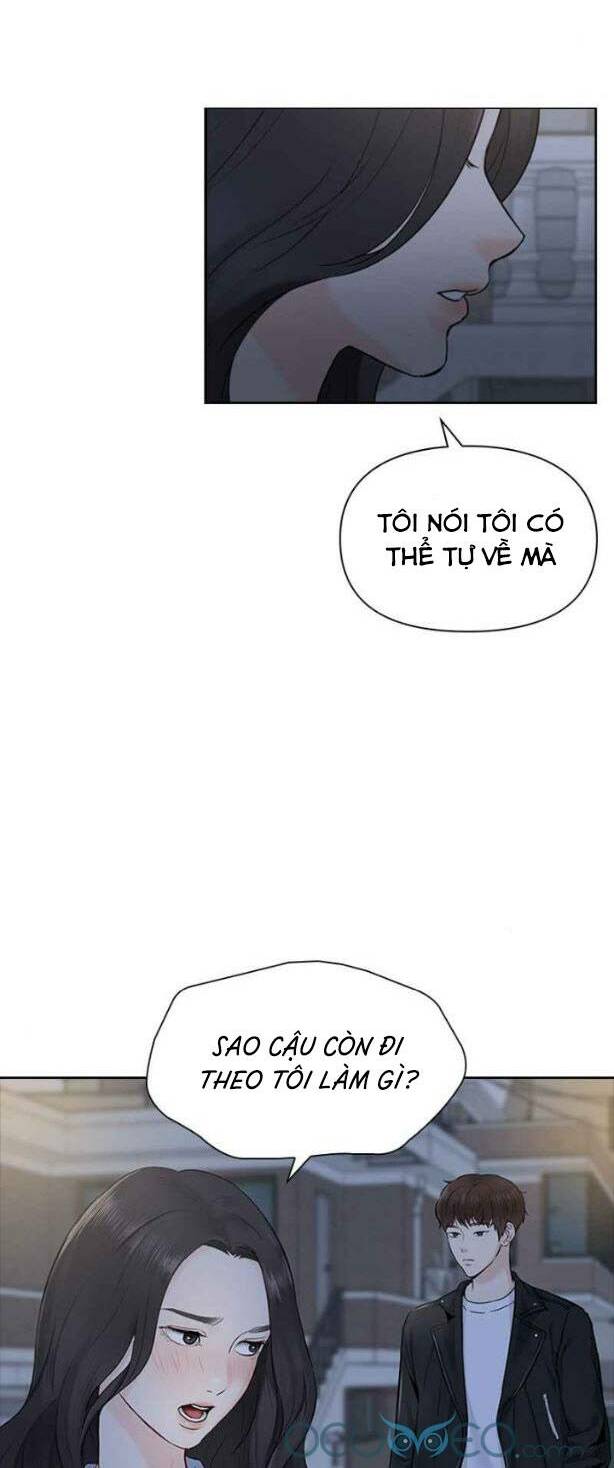 TÔI NÓI TÔI CÓ
THỂ TỰ VỀ MÀ
SAO CẬU CÒN ĐI
THEO TÔI LÀM GÌ?